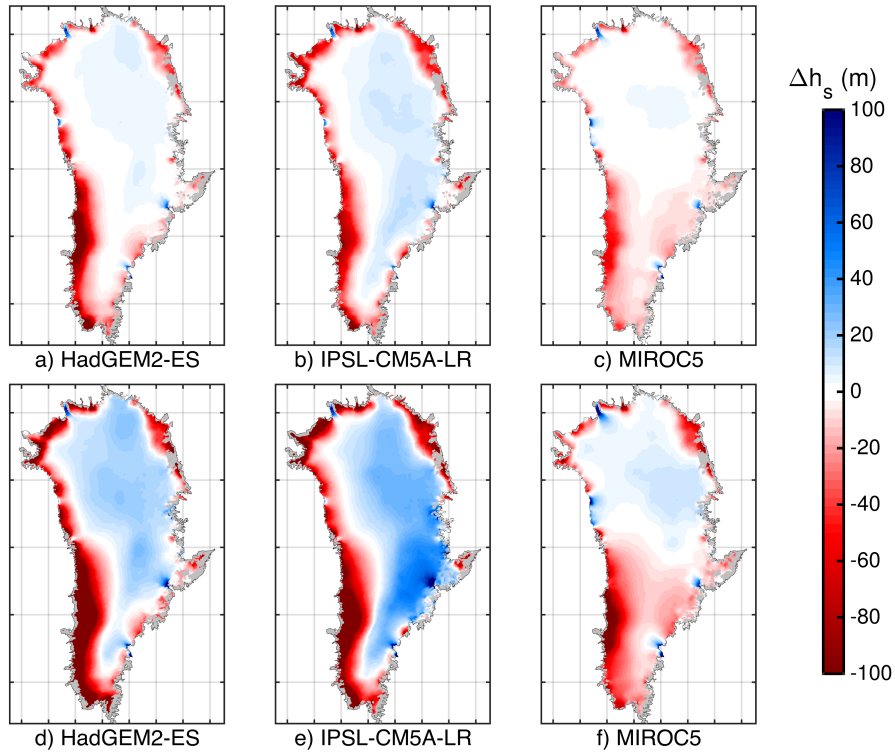 Δh_s (m)
100
80
60
40
20
0
-20
-40
-60
-80
-100
a) HadGEM2-ES
b) IPSL-CM5A-LR
c) MIROC5
d) HadGEM2-ES
e) IPSL-CM5A-LR
f) MIROC5